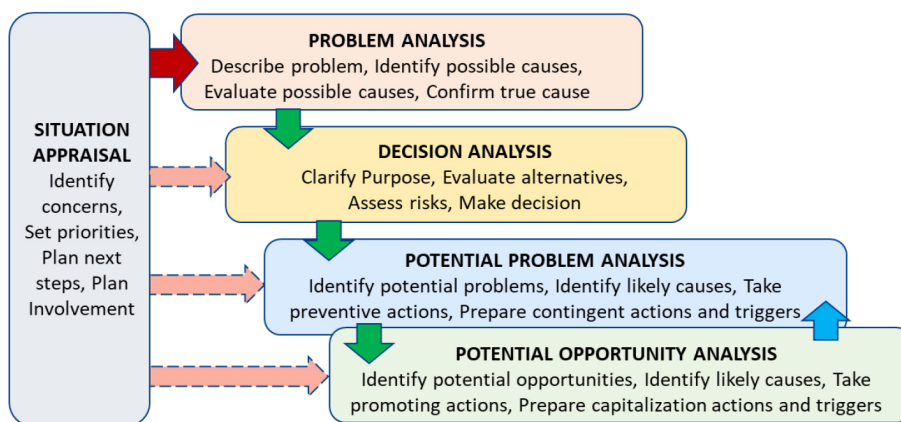 SITUATION
APPRAISAL
Identify
concerns,
Set priorities,
Plan next
steps, Plan
Involvement
PROBLEM ANALYSIS
Describe problem, Identify possible causes,
Evaluate possible causes, Confirm true cause
DECISION ANALYSIS
Clarify Purpose, Evaluate alternatives,
Assess risks, Make decision
POTENTIAL PROBLEM ANALYSIS
Identify potential problems, Identify likely causes, Take
preventive actions, Prepare contingent actions and triggers
POTENTIAL OPPORTUNITY ANALYSIS
Identify potential opportunities, Identify likely causes, Take
promoting actions, Prepare capitalization actions and triggers